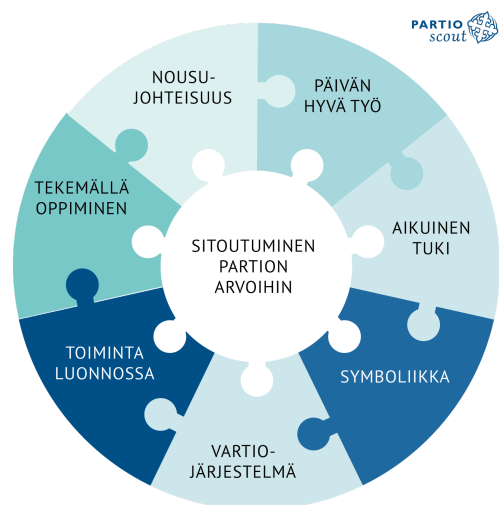 PARTIO
scout
NOUSU-
JOHTEISUUS
PÄIVÄN
HYVÄ TYÖ
TEKEMÄLLÄ
OPPIMINEN
AIKUINEN
TUKI
SITOUTUMINEN
PARTION
ARVOIHIN
TOIMINTA
LUONNOSSA
SYMBOLIIKKA
VARTIO-
JÄRJESTELMÄ